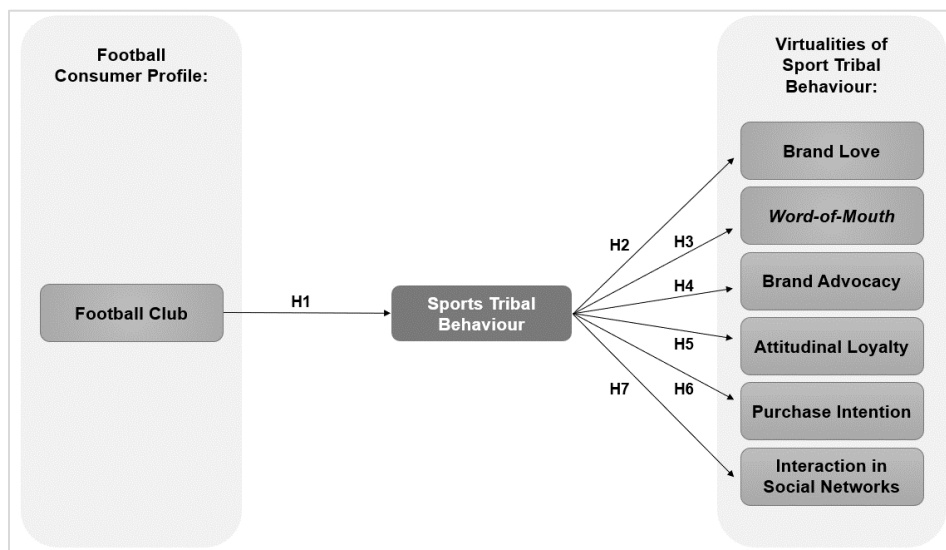 Football
Consumer Profile:
Football Club
H1
Sports Tribal
Behaviour
H2
H3
H4
H5
H6
H7
Virtualities of
Sport Tribal
Behaviour:
Brand Love
Word-of-Mouth
Brand Advocacy
Attitudinal Loyalty
Purchase Intention
Interaction in
Social Networks